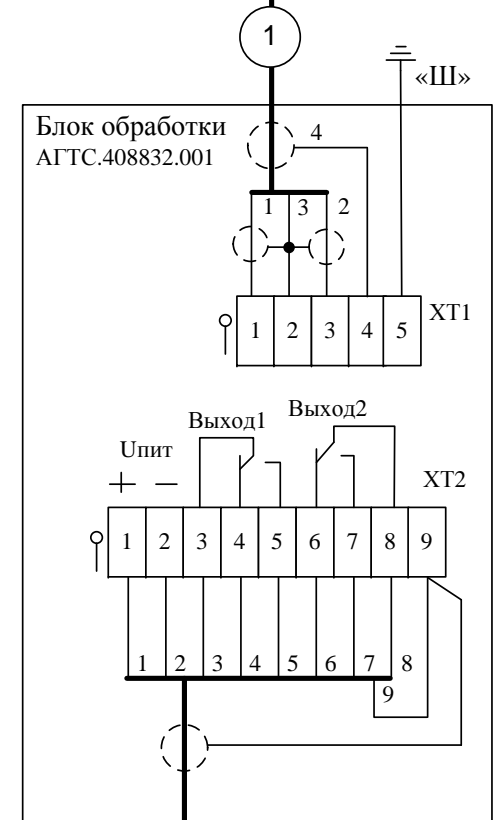 1
«Ш»
Блок обработки
АГТС.408832.001
4
1 3 2
1 2 3 4 5
XT1
Выход1 Выход2
Uпит
+ −
XT2
1 2 3 4 5 6 7 8 9
1 2 3 4 5 6 7 8
9